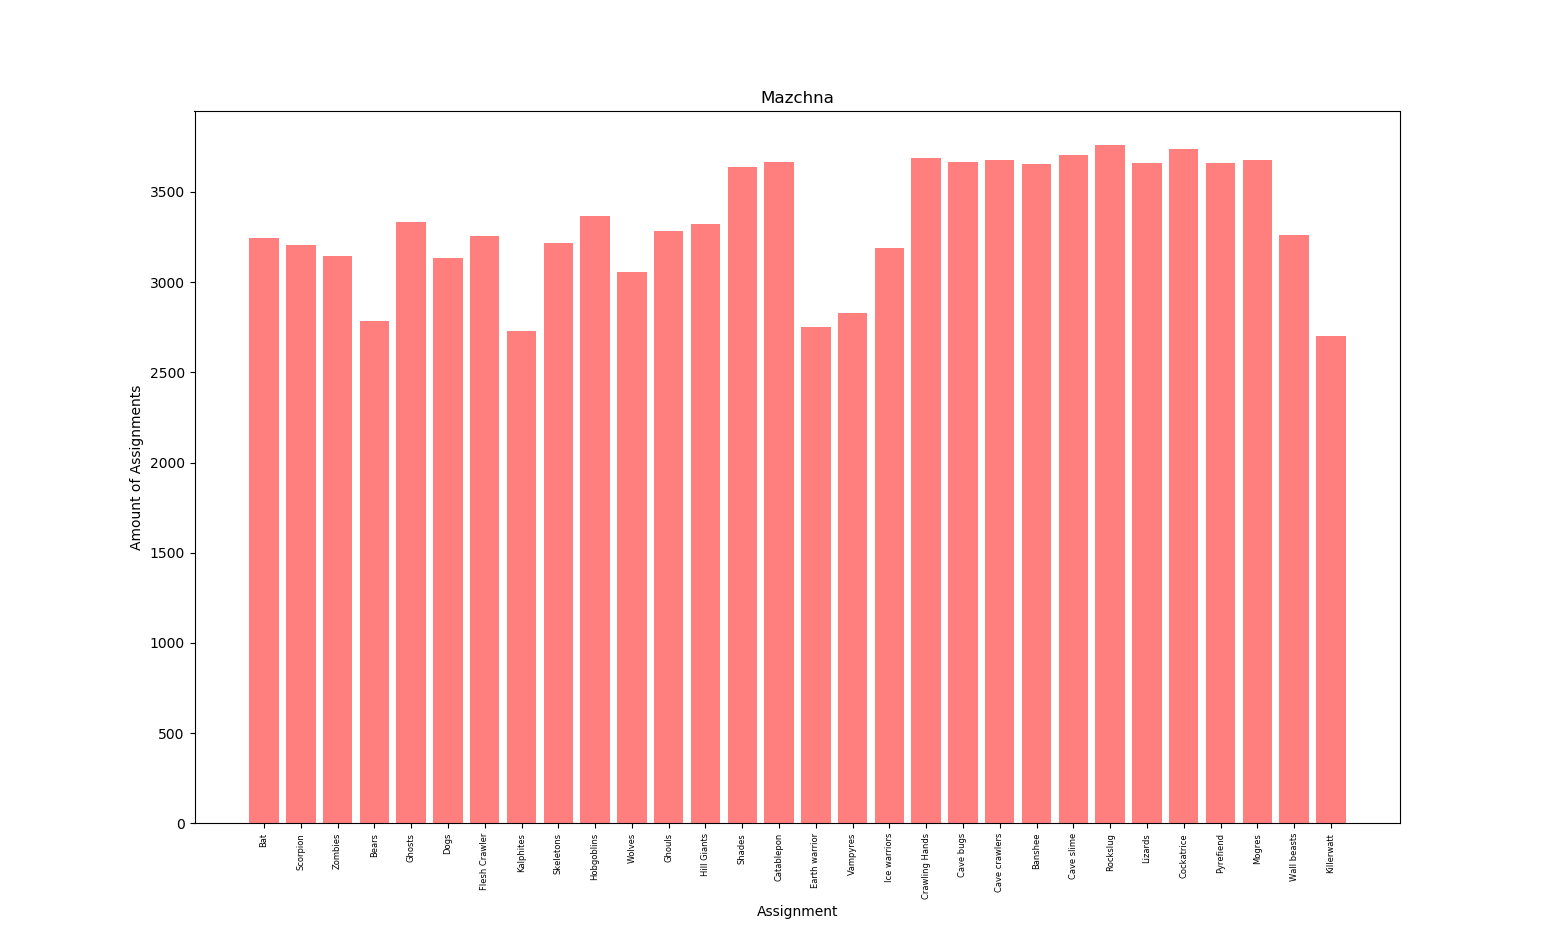 Mazchna
Amount of Assignments
3500
3000
2500
2000
1500
1000
500
0
Bat
Scorpion
Zombies
Bears
Ghosts
Dogs
Flesh Crawler
Kalphites
Skeletons
Hobgoblins
Wolves
Ghouls
Hill Giants
Shades
Catablepon
Earth warrior
Vampyres
Ice warriors
Crawling Hands
Cave bugs
Cave crawlers
Banshee
Cave slime
Rockslug
Lizards
Cockatrice
Pyrefiend
Mogres
Wall beasts
Killerwatt
Assignment